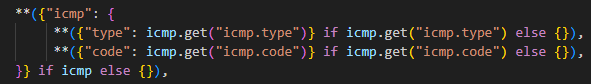 **({"icmp": {
    **({"type": icmp.get("icmp.type")} if icmp.get("icmp.type") else {}),
    **({"code": icmp.get("icmp.code")} if icmp.get("icmp.code") else {}),
}} if icmp else {}),